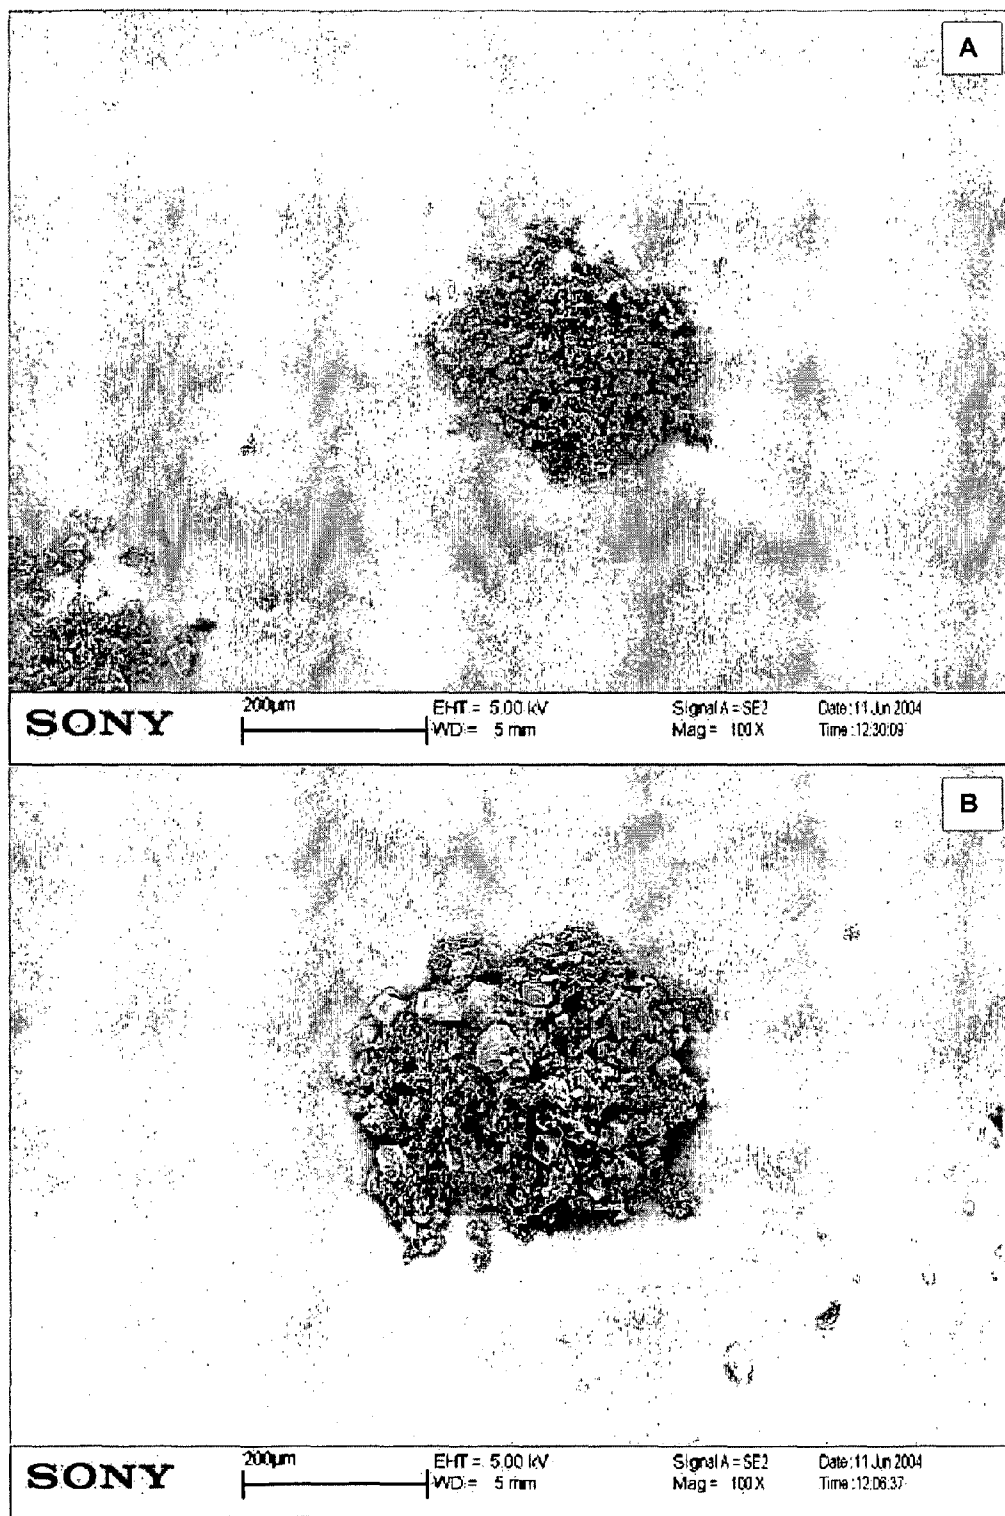 A
SONY
200µm
EHT = 5.00 kV
WD = 5 mm
Signal A = SE2
Mag = 100 X
Date :11 Jun 2004
Time :12:30:09
B
SONY
200µm
EHT = 5.00 kV
WD = 5 mm
Signal A = SE2
Mag = 100 X
Date :11 Jun 2004
Time :12:06:37